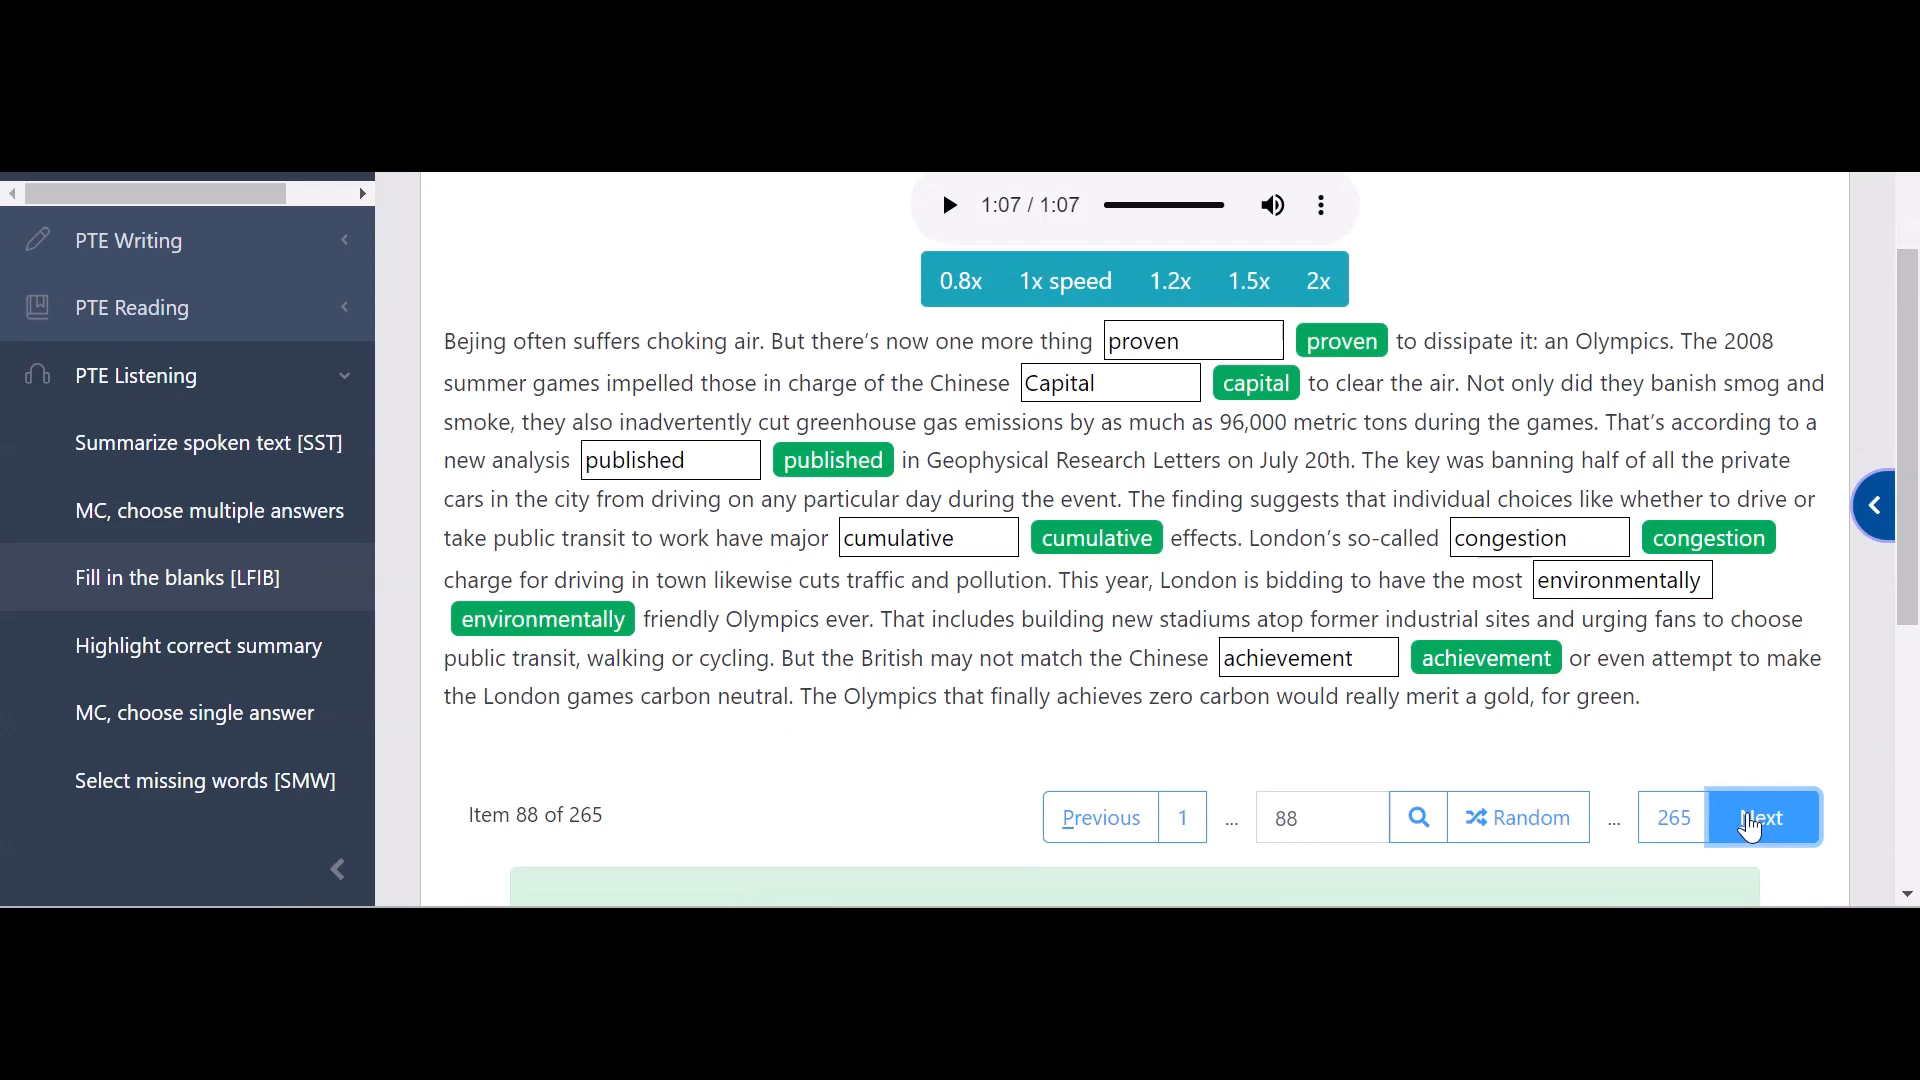 PTE Writing
PTE Reading
PTE Listening
Summarize spoken text [SST]
MC, choose multiple answers
Fill in the blanks [LFIB]
Highlight correct summary
MC, choose single answer
Select missing words [SMW]
1:07 / 1:07
0.8x 1x speed 1.2x 1.5x 2x
Bejing often suffers choking air. But there's now one more thing proven proven to dissipate it: an Olympics. The 2008
summer games impelled those in charge of the Chinese Capital capital to clear the air. Not only did they banish smog and
smoke, they also inadvertently cut greenhouse gas emissions by as much as 96,000 metric tons during the games. That's according to a
new analysis published published in Geophysical Research Letters on July 20th. The key was banning half of all the private
cars in the city from driving on any particular day during the event. The finding suggests that individual choices like whether to drive or
take public transit to work have major cumulative cumulative effects. London's so-called congestion congestion
charge for driving in town likewise cuts traffic and pollution. This year, London is bidding to have the most environmentally
environmentally friendly Olympics ever. That includes building new stadiums atop former industrial sites and urging fans to choose
public transit, walking or cycling. But the British may not match the Chinese achievement achievement or even attempt to make
the London games carbon neutral. The Olympics that finally achieves zero carbon would really merit a gold, for green.
Item 88 of 265
Previous 1 ... 88 Random ... 265 Next